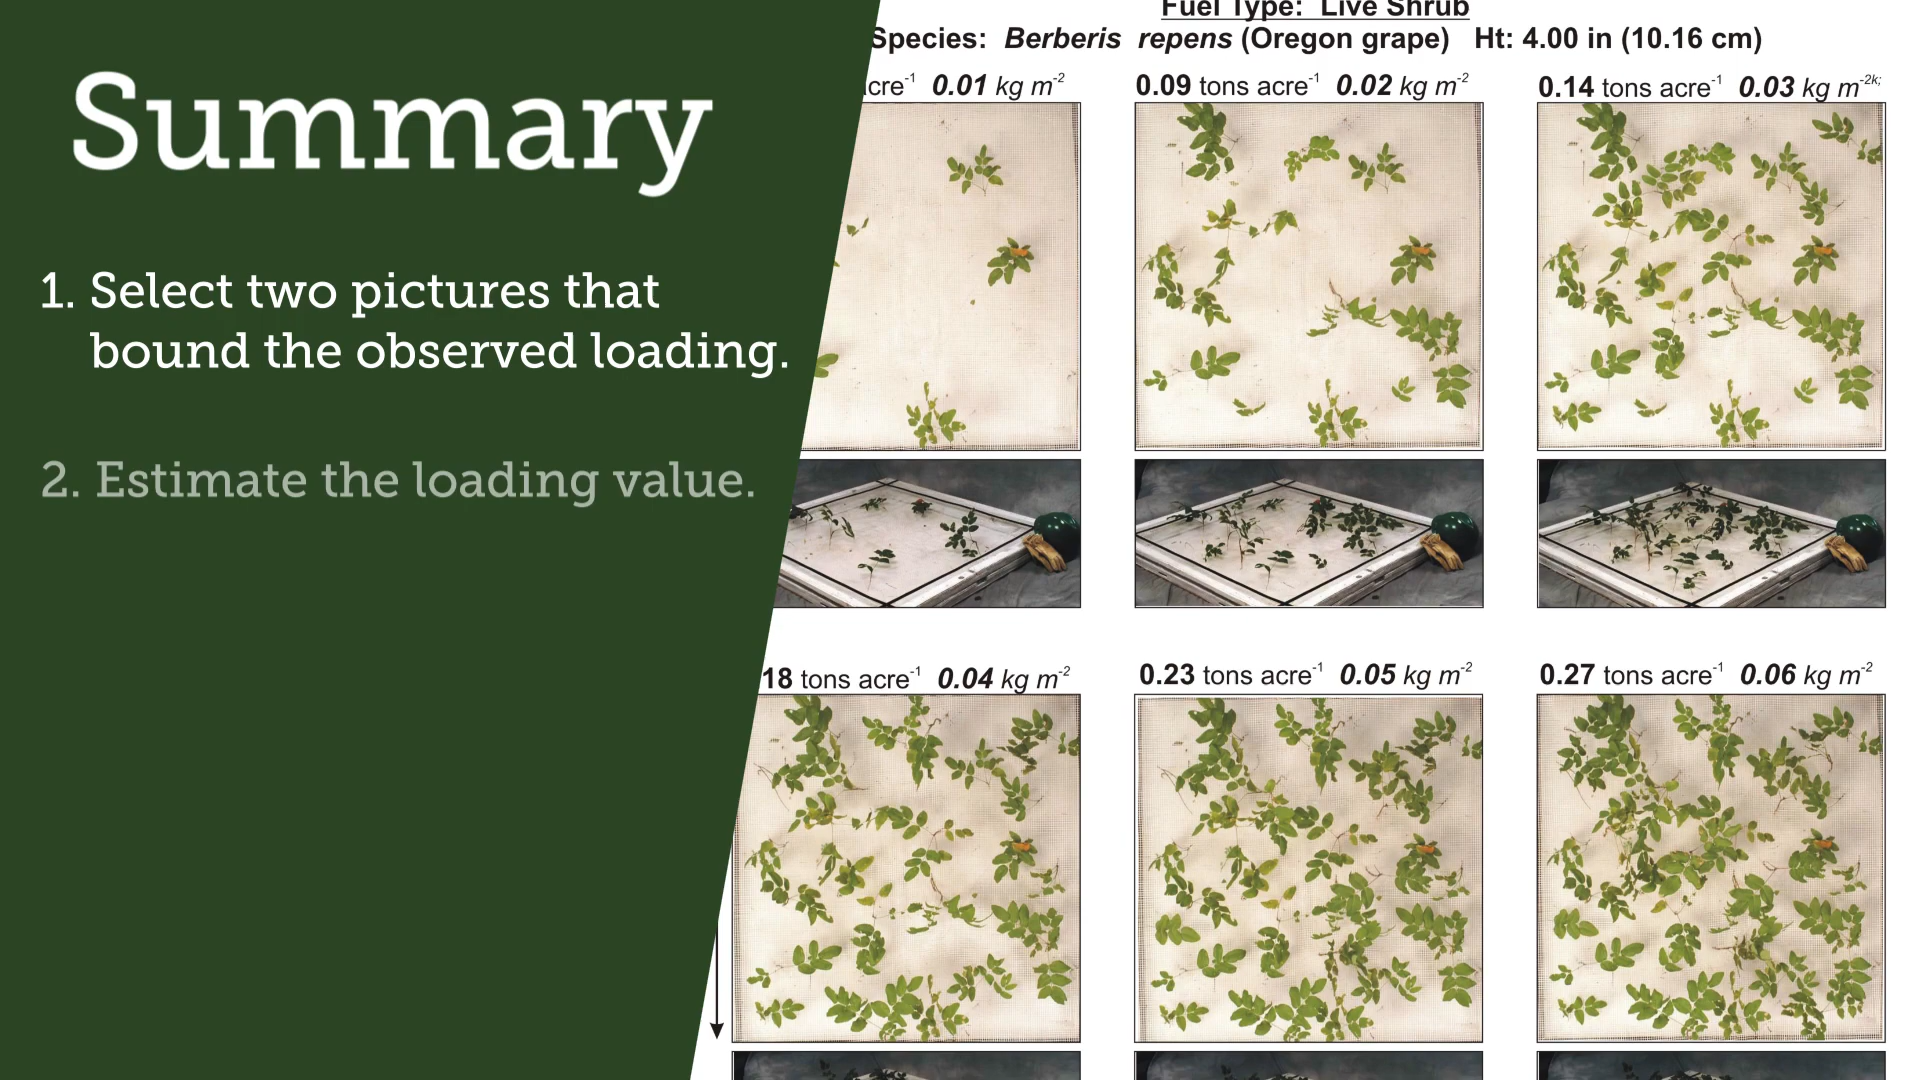 Summary
1. Select two pictures that
bound the observed loading.
2. Estimate the loading value.
Fuel Type: Live Shrub
Species: Berberis repens (Oregon grape) Ht: 4.00 in (10.16 cm)
acre-1 0.01 kg m-2
0.09 tons acre-1 0.02 kg m-2
0.14 tons acre-1 0.03 kg m-2k;
18 tons acre-1 0.04 kg m-2
0.23 tons acre-1 0.05 kg m-2
0.27 tons acre-1 0.06 kg m-2